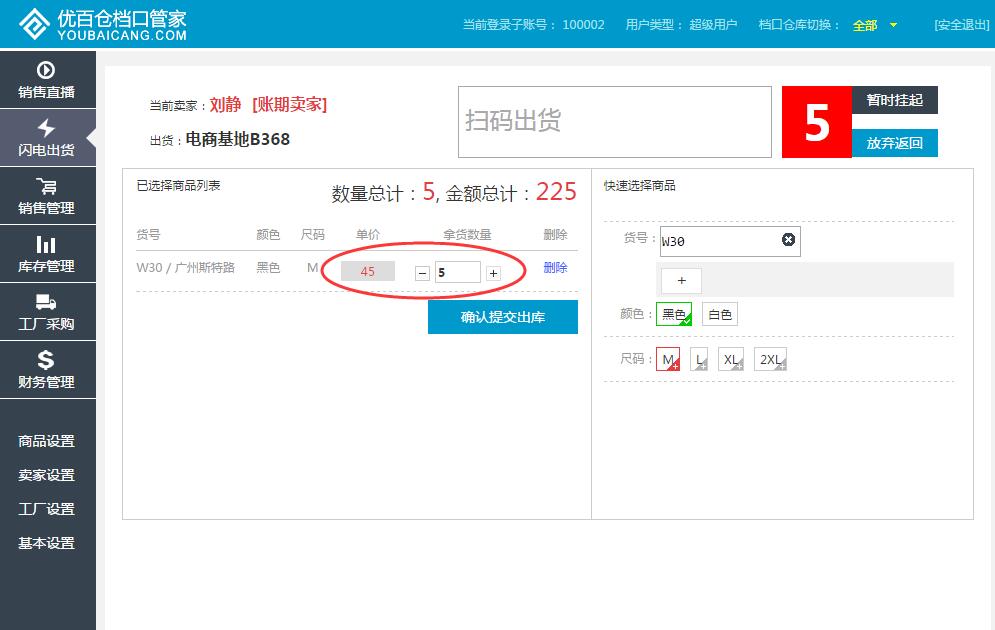 优百仓档口管家
YOUBAICANG.COM
当前登录子账号： 100002 用户类型： 超级用户 档口仓库切换： 全部 [安全退出]
销售直播
闪电出货
销售管理
库存管理
工厂采购
财务管理
商品设置
卖家设置
工厂设置
基本设置
当前卖家：刘静 [账期卖家]
出货：电商基地B368
扫码出货
5
暂时挂起
放弃返回
已选择商品列表
数量总计：5, 金额总计：225
货号 颜色 尺码 单价 拿货数量 删除
W30 / 广州斯特路 黑色 M 45 − 5 + 删除
确认提交出库
快速选择商品
货号： W30
+
颜色： 黑色 白色
尺码： M L XL 2XL